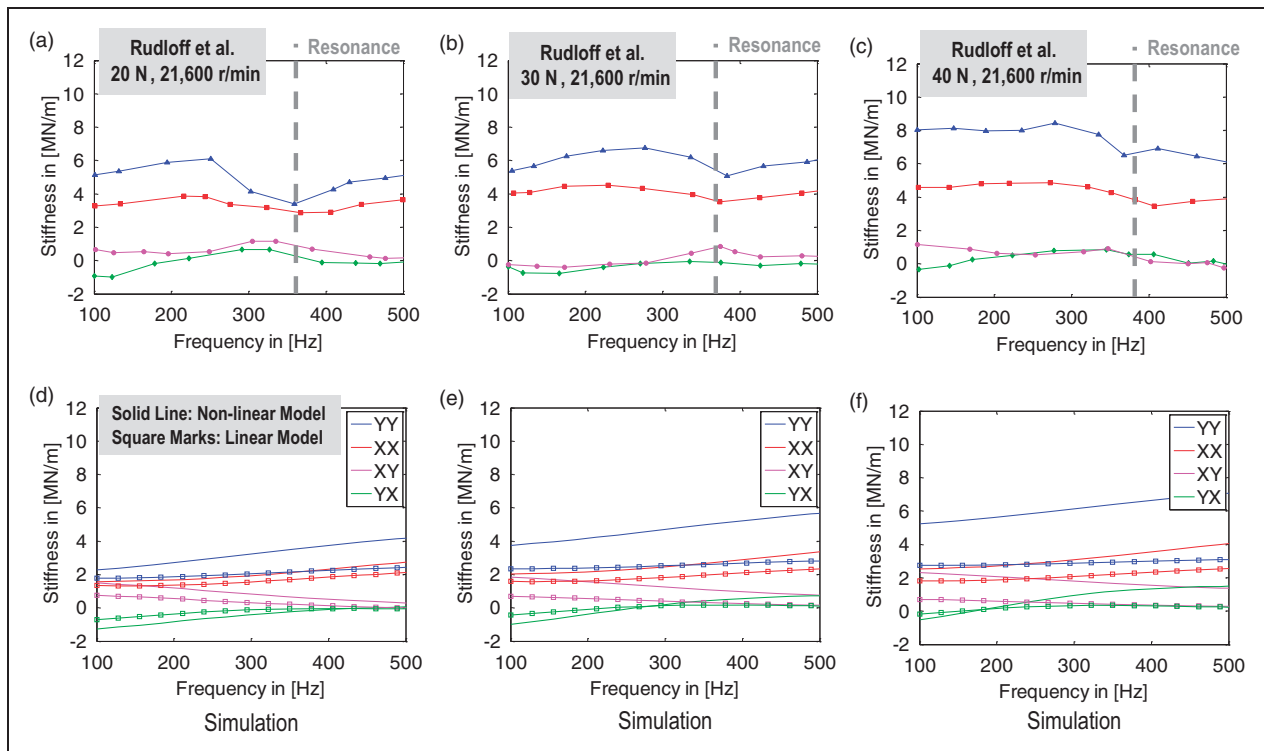 (a)
Rudloff et al.
20 N , 21,600 r/min
Resonance
12
10
8
6
4
2
0
-2
100 200 300 400 500
Stiffness in [MN/m]
Frequency in [Hz]
(b)
Rudloff et al.
30 N , 21,600 r/min
Resonance
12
10
8
6
4
2
0
-2
100 200 300 400 500
Stiffness in [MN/m]
Frequency in [Hz]
(c)
Rudloff et al.
40 N , 21,600 r/min
Resonance
12
10
8
6
4
2
0
-2
100 200 300 400 500
Stiffness in [MN/m]
Frequency in [Hz]
(d)
Solid Line: Non-linear Model
Square Marks: Linear Model
YY
XX
XY
YX
12
10
8
6
4
2
0
-2
100 200 300 400 500
Stiffness in [MN/m]
Frequency in [Hz]
Simulation
(e)
YY
XX
XY
YX
12
10
8
6
4
2
0
-2
100 200 300 400 500
Stiffness in [MN/m]
Frequency in [Hz]
Simulation
(f)
YY
XX
XY
YX
12
10
8
6
4
2
0
-2
100 200 300 400 500
Stiffness in [MN/m]
Frequency in [Hz]
Simulation